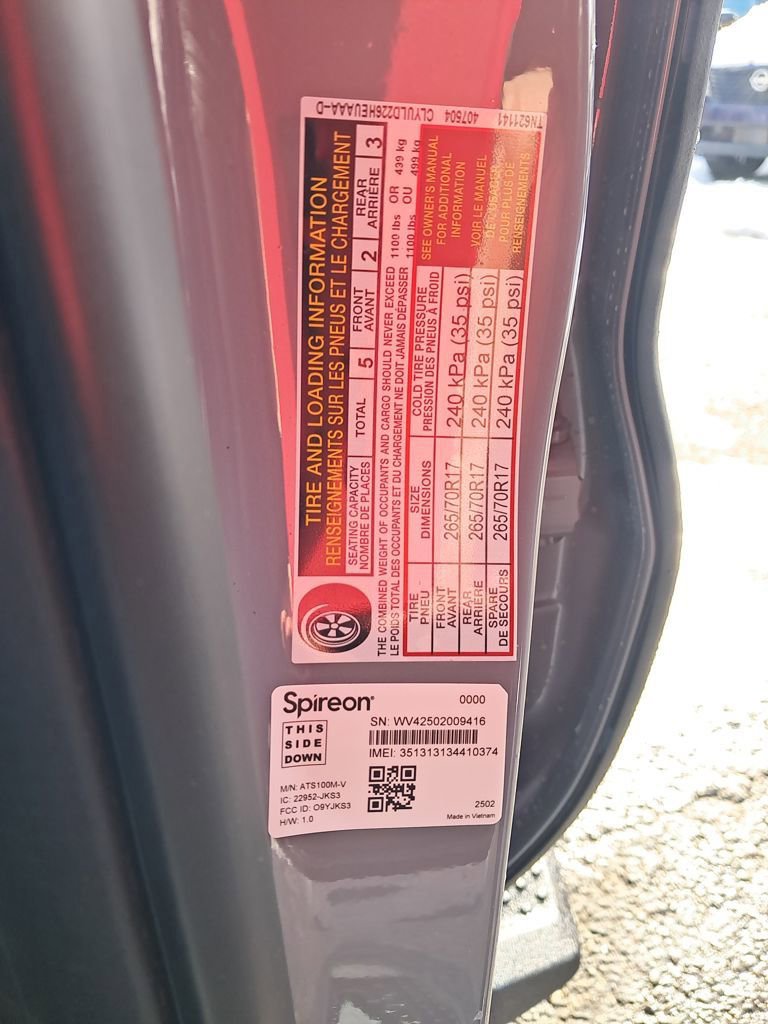 TN621141 407504 CLYULD226HEUAAA-D
TIRE AND LOADING INFORMATION
RENSEIGNEMENTS SUR LES PNEUS ET LE CHARGEMENT
SEATING CAPACITY
NOMBRE DE PLACES
TOTAL 5
FRONT
AVANT
2
REAR
ARRIÈRE
3
THE COMBINED WEIGHT OF OCCUPANTS AND CARGO SHOULD NEVER EXCEED 1100 lbs OR 499 kg
LE POIDS TOTAL DES OCCUPANTS ET DU CHARGEMENT NE DOIT JAMAIS DÉPASSER 1100 lbs OU 499 kg
TIRE
PNEU
SIZE
DIMENSIONS
COLD TIRE PRESSURE
PRESSION DES PNEUS À FROID
FRONT
AVANT
265/70R17
240 kPa (35 psi)
REAR
ARRIÈRE
265/70R17
240 kPa (35 psi)
SPARE
DE SECOURS
265/70R17
240 kPa (35 psi)
SEE OWNER'S MANUAL
FOR ADDITIONAL
INFORMATION
VOIR LE MANUEL
DE L'USAGER
POUR PLUS DE
RENSEIGNEMENTS
Spireon®
0000
THIS
SIDE
DOWN
SN: WV42502009416
IMEI: 351313134410374
M/N: ATS100M-V
IC: 22952-JKS3
FCC ID: O9YJKS3
H/W: 1.0
2502
Made in Vietnam